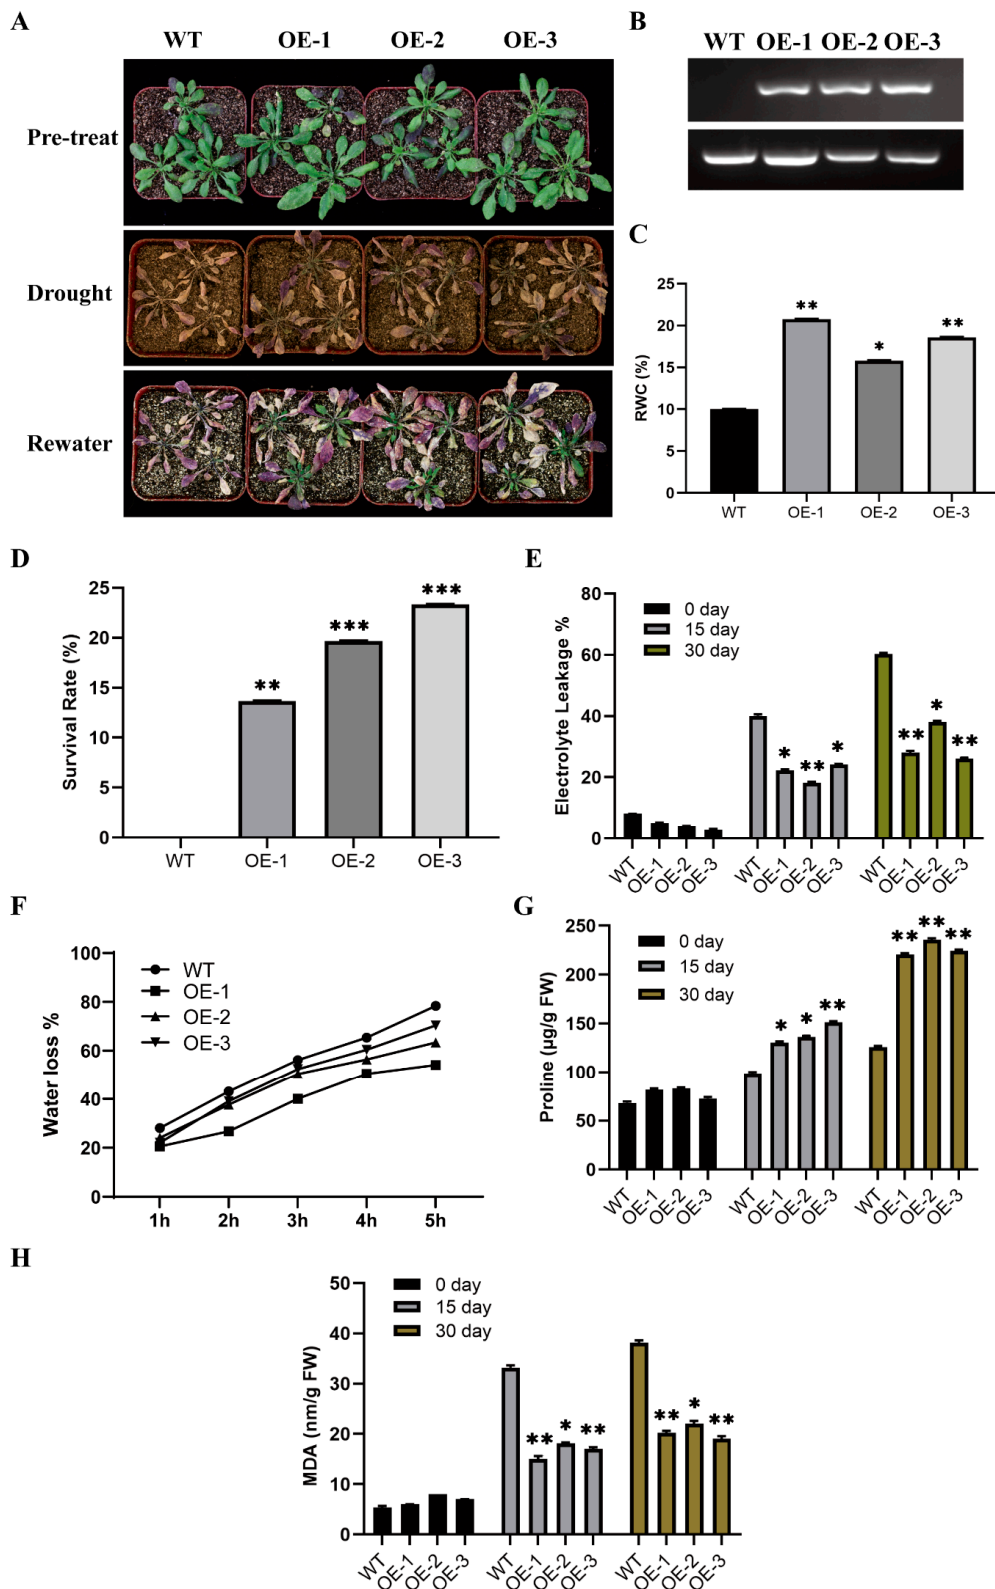 A
WT OE-1 OE-2 OE-3
Pre-treat
Drought
Rewater
B
WT OE-1 OE-2 OE-3
C
RWC (%)
25
20
15
10
5
0
** * **
WT OE-1 OE-2 OE-3
D
Survival Rate (%)
25
20
15
10
5
0
** *** ***
WT OE-1 OE-2 OE-3
E
Electrolyte Leakage %
80
60
40
20
0
0 day
15 day
30 day
* ** * ** * **
WT OE-1 OE-2 OE-3 WT OE-1 OE-2 OE-3 WT OE-1 OE-2 OE-3
F
Water loss %
100
80
60
40
20
0
WT
OE-1
OE-2
OE-3
1h 2h 3h 4h 5h
G
Proline (μg/g FW)
250
200
150
100
50
0
0 day
15 day
30 day
* * ** ** ** **
WT OE-1 OE-2 OE-3 WT OE-1 OE-2 OE-3 WT OE-1 OE-2 OE-3
H
MDA (nm/g FW)
50
40
30
20
10
0
0 day
15 day
30 day
** * ** ** * **
WT OE-1 OE-2 OE-3 WT OE-1 OE-2 OE-3 WT OE-1 OE-2 OE-3